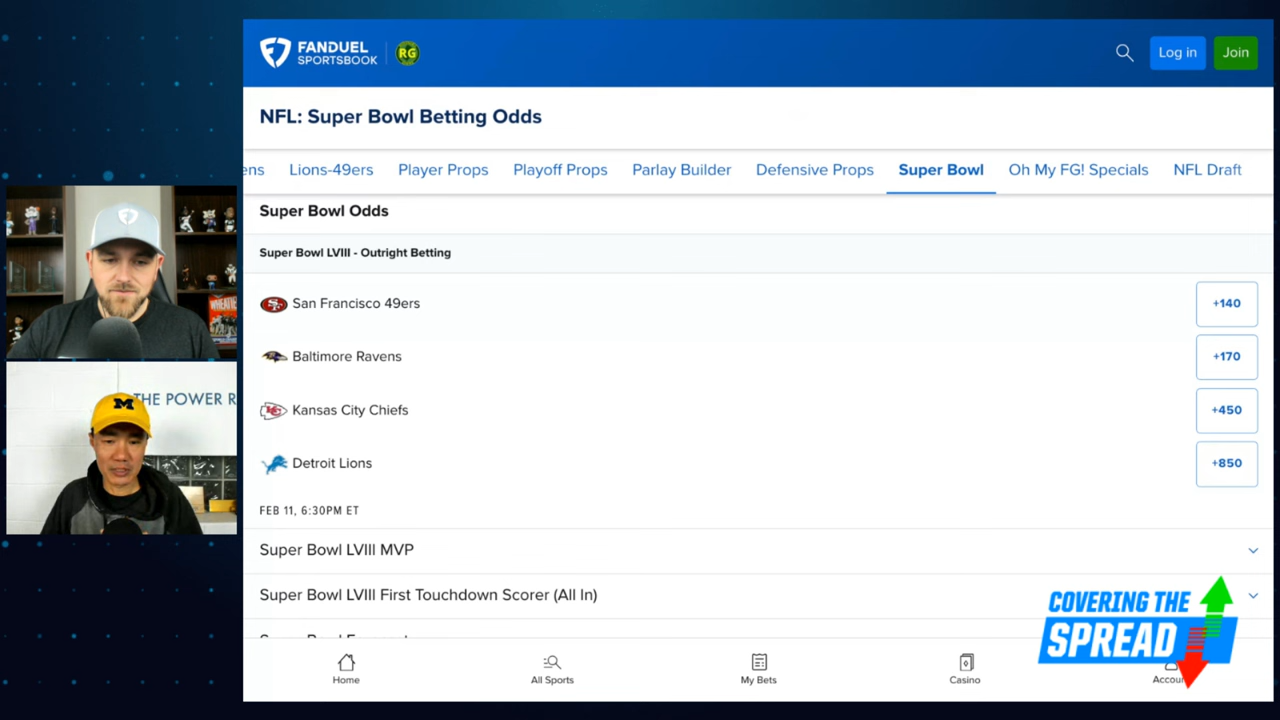 FANDUEL
SPORTSBOOK
RG
Log in
Join
NFL: Super Bowl Betting Odds
ens
Lions-49ers
Player Props
Playoff Props
Parlay Builder
Defensive Props
Super Bowl
Oh My FG! Specials
NFL Draft
Super Bowl Odds
Super Bowl LVIII - Outright Betting
San Francisco 49ers
+140
Baltimore Ravens
+170
Kansas City Chiefs
+450
Detroit Lions
+850
FEB 11, 6:30PM ET
Super Bowl LVIII MVP
Super Bowl LVIII First Touchdown Scorer (All In)
Home
All Sports
My Bets
Casino
Accou
COVERING THE
SPREAD
WHEATIES
THE POWER R
M